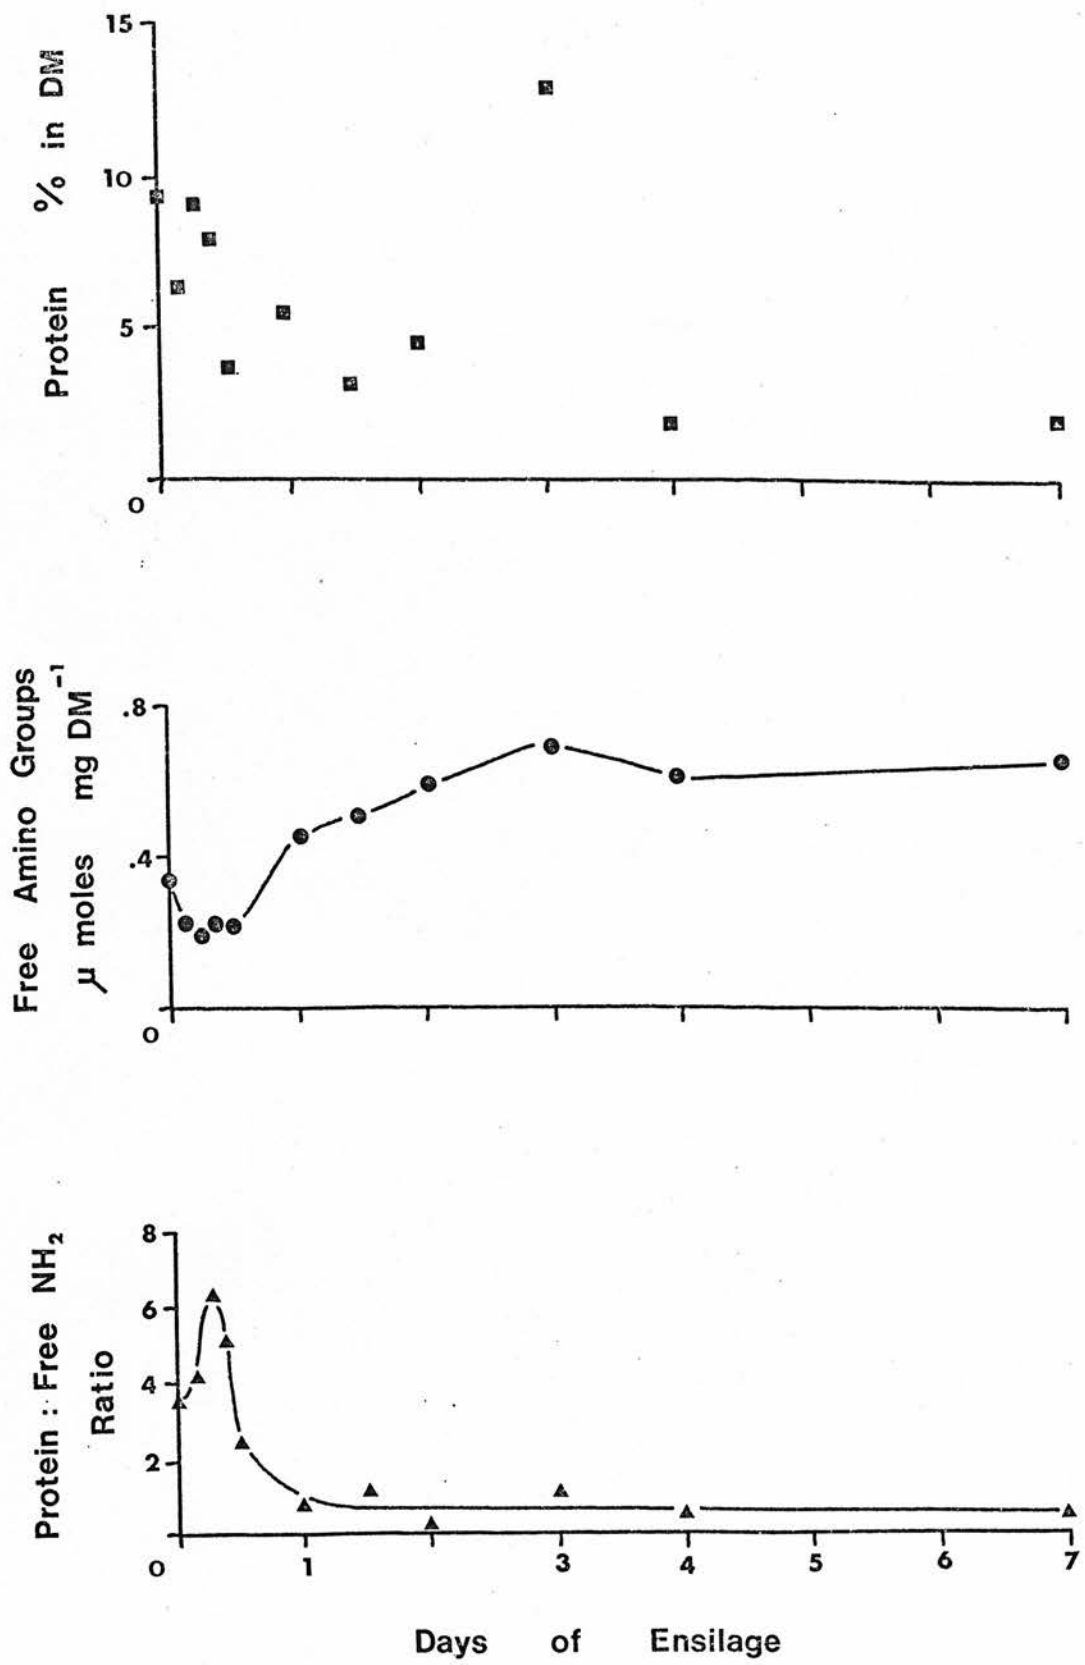 Protein % in DM
15
10
5
0
Free Amino Groups
μ moles mg DM⁻¹
.8
.4
0
Protein : Free NH₂
Ratio
8
6
4
2
0 1 3 4 5 6 7
Days of Ensilage